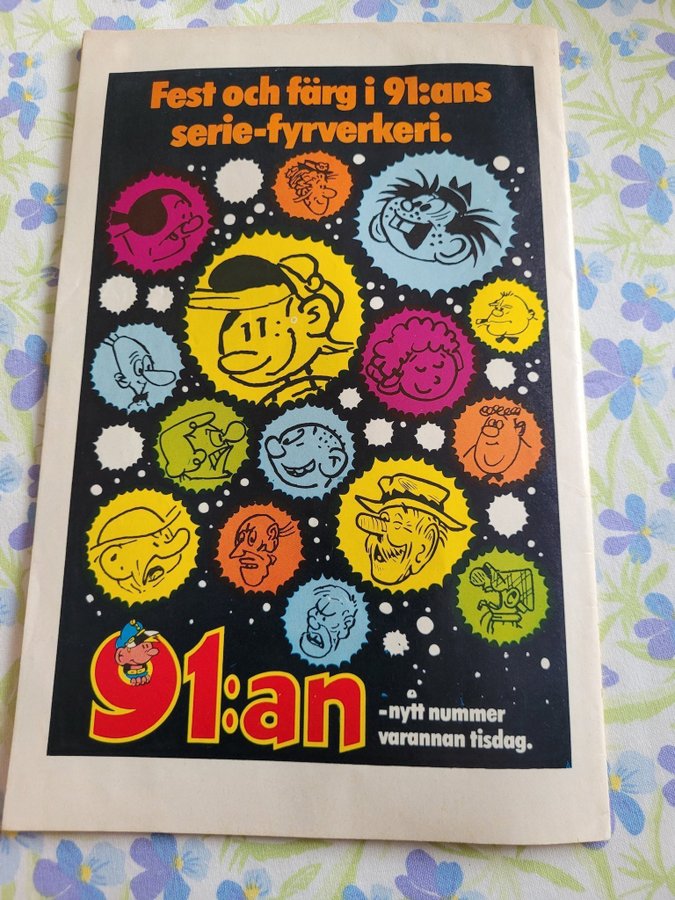 Fest och färg i 91:ans
serie-fyrverkeri.
91:an
-nytt nummer
varannan tisdag.